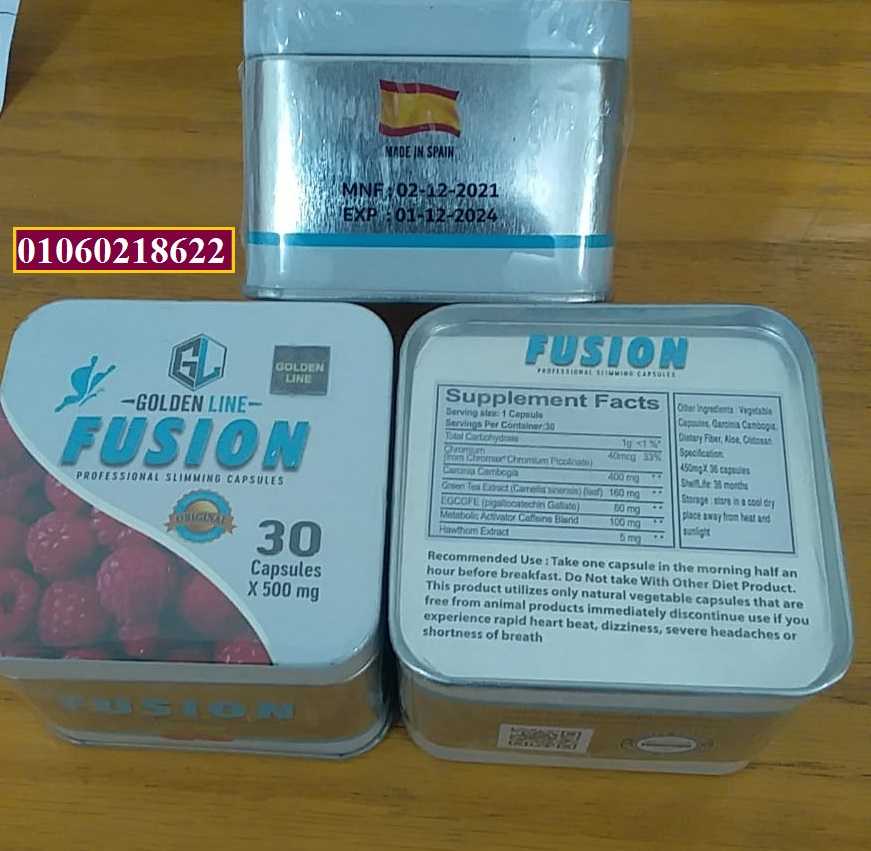 MADE IN SPAIN
MNF : 02-12-2021
EXP : 01-12-2024
01060218622
GL
GOLDEN LINE
-GOLDEN LINE-
FUSION
PROFESSIONAL SLIMMING CAPSULES
ORIGINAL
30
Capsules
X 500 mg
FUSION
FUSION
PROFESSIONAL SLIMMING CAPSULES
Supplement Facts
Serving size: 1 Capsule
Servings Per Container:30
Total Carbohydrate 1g <1 %*
Chromium
(from Chromax® Chromium Picolinate) 40mcg 33%
Garcinia Cambogia 400 mg **
Green Tea Extract (Camellia sinensis) (leaf) 160 mg **
EGCGFE (pigallocatechin Gallate) 80 mg **
Metabolic Activator Caffeine Blend 100 mg **
Hawthorn Extract 5 mg **
Other Ingredients : Vegetable
Capsules, Garcinia Cambogia,
Dietary Fiber, Aloe, Chitosan
Specification:
450mgX 36 capsules
ShelfLife: 36 months
Storage : store in a cool dry
place away from heat and
sunlight
Recommended Use : Take one capsule in the morning half an
hour before breakfast. Do Not take With Other Diet Product.
This product utilizes only natural vegetable capsules that are
free from animal products immediately discontinue use if you
experience rapid heart beat, dizziness, severe headaches or
shortness of breath